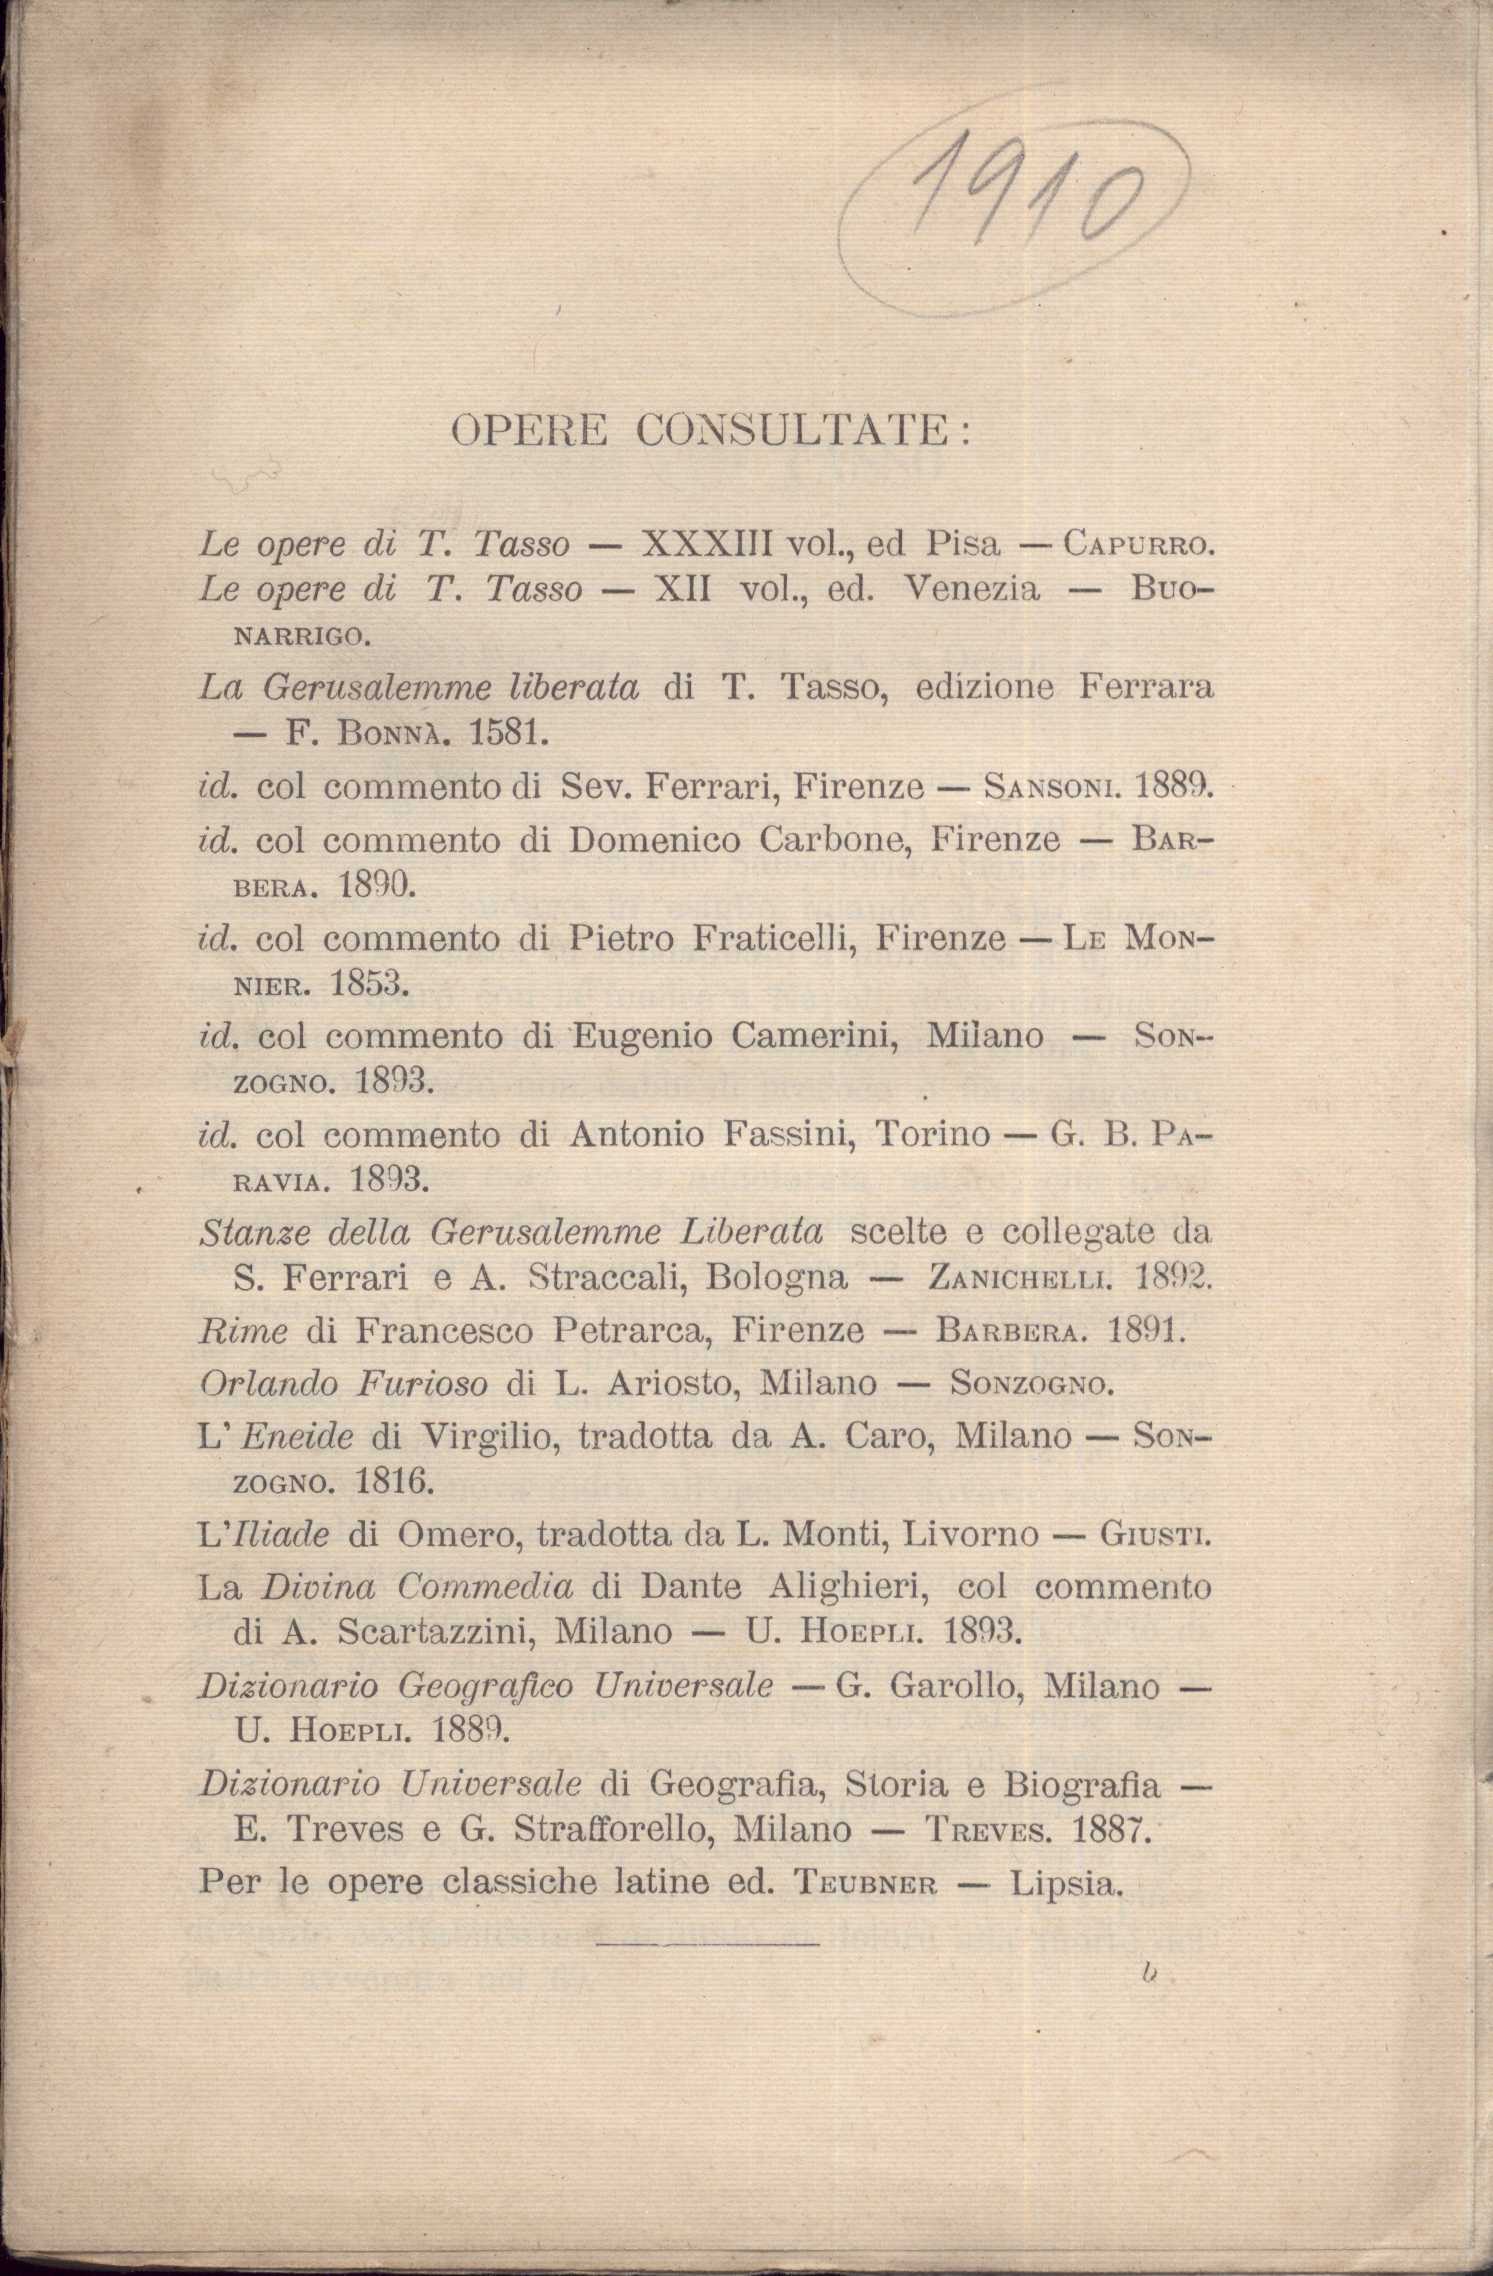 1910
OPERE CONSULTATE:
Le opere di T. Tasso — XXXIII vol., ed Pisa — CAPURRO.
Le opere di T. Tasso — XII vol., ed. Venezia — BUO-
NARRIGO.
La Gerusalemme liberata di T. Tasso, edizione Ferrara
— F. BONNÀ. 1581.
id. col commento di Sev. Ferrari, Firenze — SANSONI. 1889.
id. col commento di Domenico Carbone, Firenze — BAR-
BERA. 1890.
id. col commento di Pietro Fraticelli, Firenze — LE MON-
NIER. 1853.
id. col commento di Eugenio Camerini, Milano — SON-
ZOGNO. 1893.
id. col commento di Antonio Fassini, Torino — G. B. PA-
RAVIA. 1893.
Stanze della Gerusalemme Liberata scelte e collegate da
S. Ferrari e A. Straccali, Bologna — ZANICHELLI. 1892.
Rime di Francesco Petrarca, Firenze — BARBERA. 1891.
Orlando Furioso di L. Ariosto, Milano — SONZOGNO.
L' Eneide di Virgilio, tradotta da A. Caro, Milano — SON-
ZOGNO. 1816.
L'Iliade di Omero, tradotta da L. Monti, Livorno — GIUSTI.
La Divina Commedia di Dante Alighieri, col commento
di A. Scartazzini, Milano — U. HOEPLI. 1893.
Dizionario Geografico Universale — G. Garollo, Milano —
U. HOEPLI. 1889.
Dizionario Universale di Geografia, Storia e Biografia —
E. Treves e G. Strafforello, Milano — TREVES. 1887.
Per le opere classiche latine ed. TEUBNER — Lipsia.